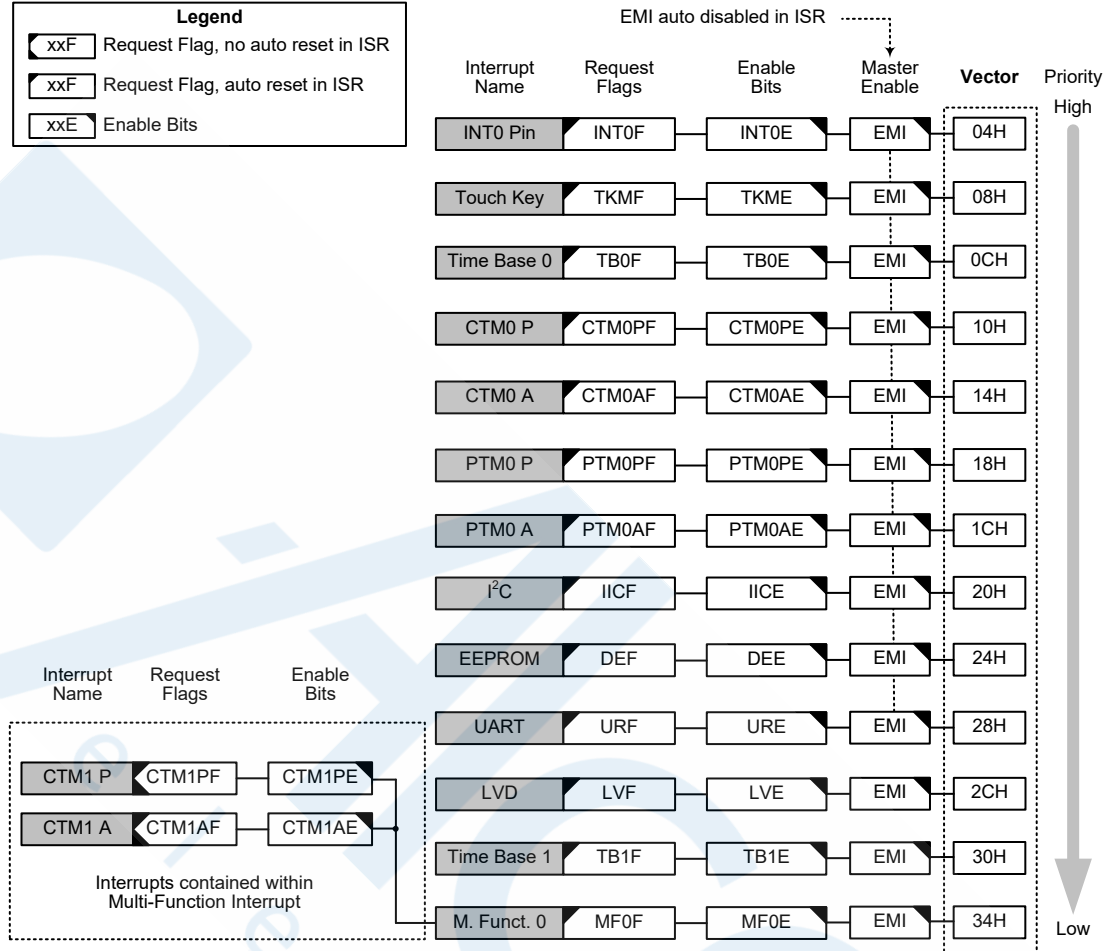 Legend
xxF Request Flag, no auto reset in ISR
xxF Request Flag, auto reset in ISR
xxE Enable Bits
EMI auto disabled in ISR
Interrupt Name Request Flags Enable Bits Master Enable Vector Priority
High
INT0 Pin INT0F INT0E EMI 04H
Touch Key TKMF TKME EMI 08H
Time Base 0 TB0F TB0E EMI 0CH
CTM0 P CTM0PF CTM0PE EMI 10H
CTM0 A CTM0AF CTM0AE EMI 14H
PTM0 P PTM0PF PTM0PE EMI 18H
PTM0 A PTM0AF PTM0AE EMI 1CH
I²C IICF IICE EMI 20H
EEPROM DEF DEE EMI 24H
UART URF URE EMI 28H
LVD LVF LVE EMI 2CH
Time Base 1 TB1F TB1E EMI 30H
M. Funct. 0 MF0F MF0E EMI 34H
Low
Interrupt Name Request Flags Enable Bits
CTM1 P CTM1PF CTM1PE
CTM1 A CTM1AF CTM1AE
Interrupts contained within
Multi-Function Interrupt